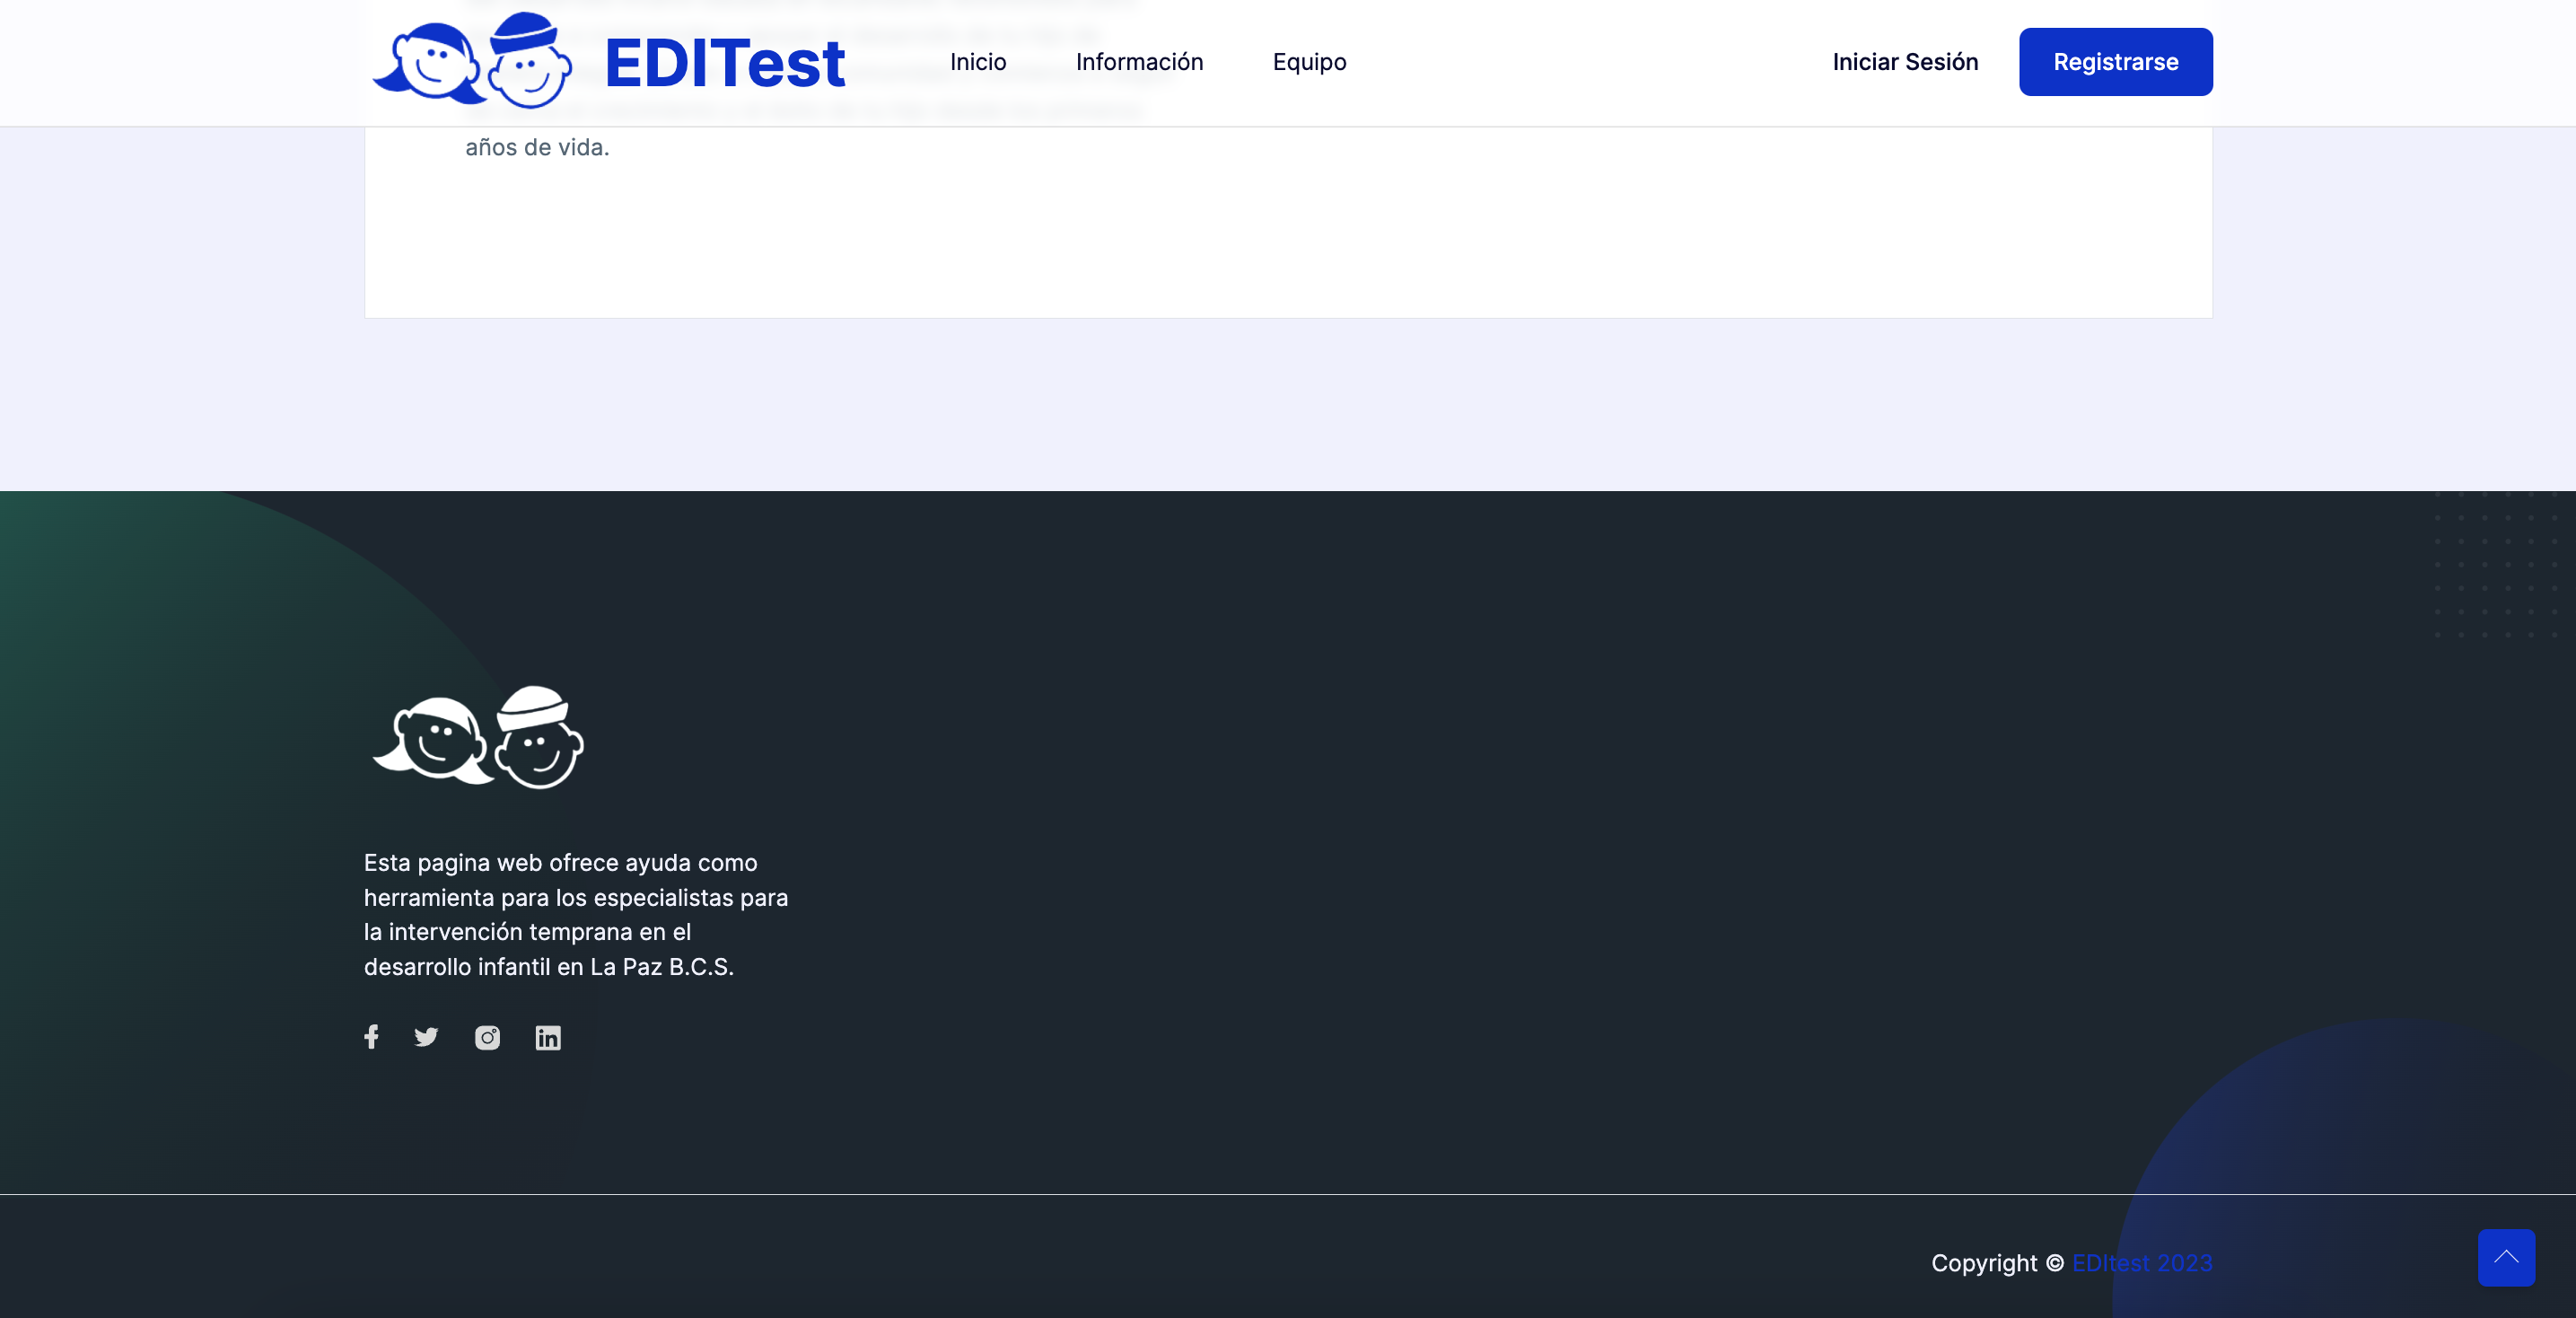 EDITest
Inicio
Información
Equipo
Iniciar Sesión
Registrarse
años de vida.
Esta pagina web ofrece ayuda como
herramienta para los especialistas para
la intervención temprana en el
desarrollo infantil en La Paz B.C.S.
Copyright © EDItest 2023